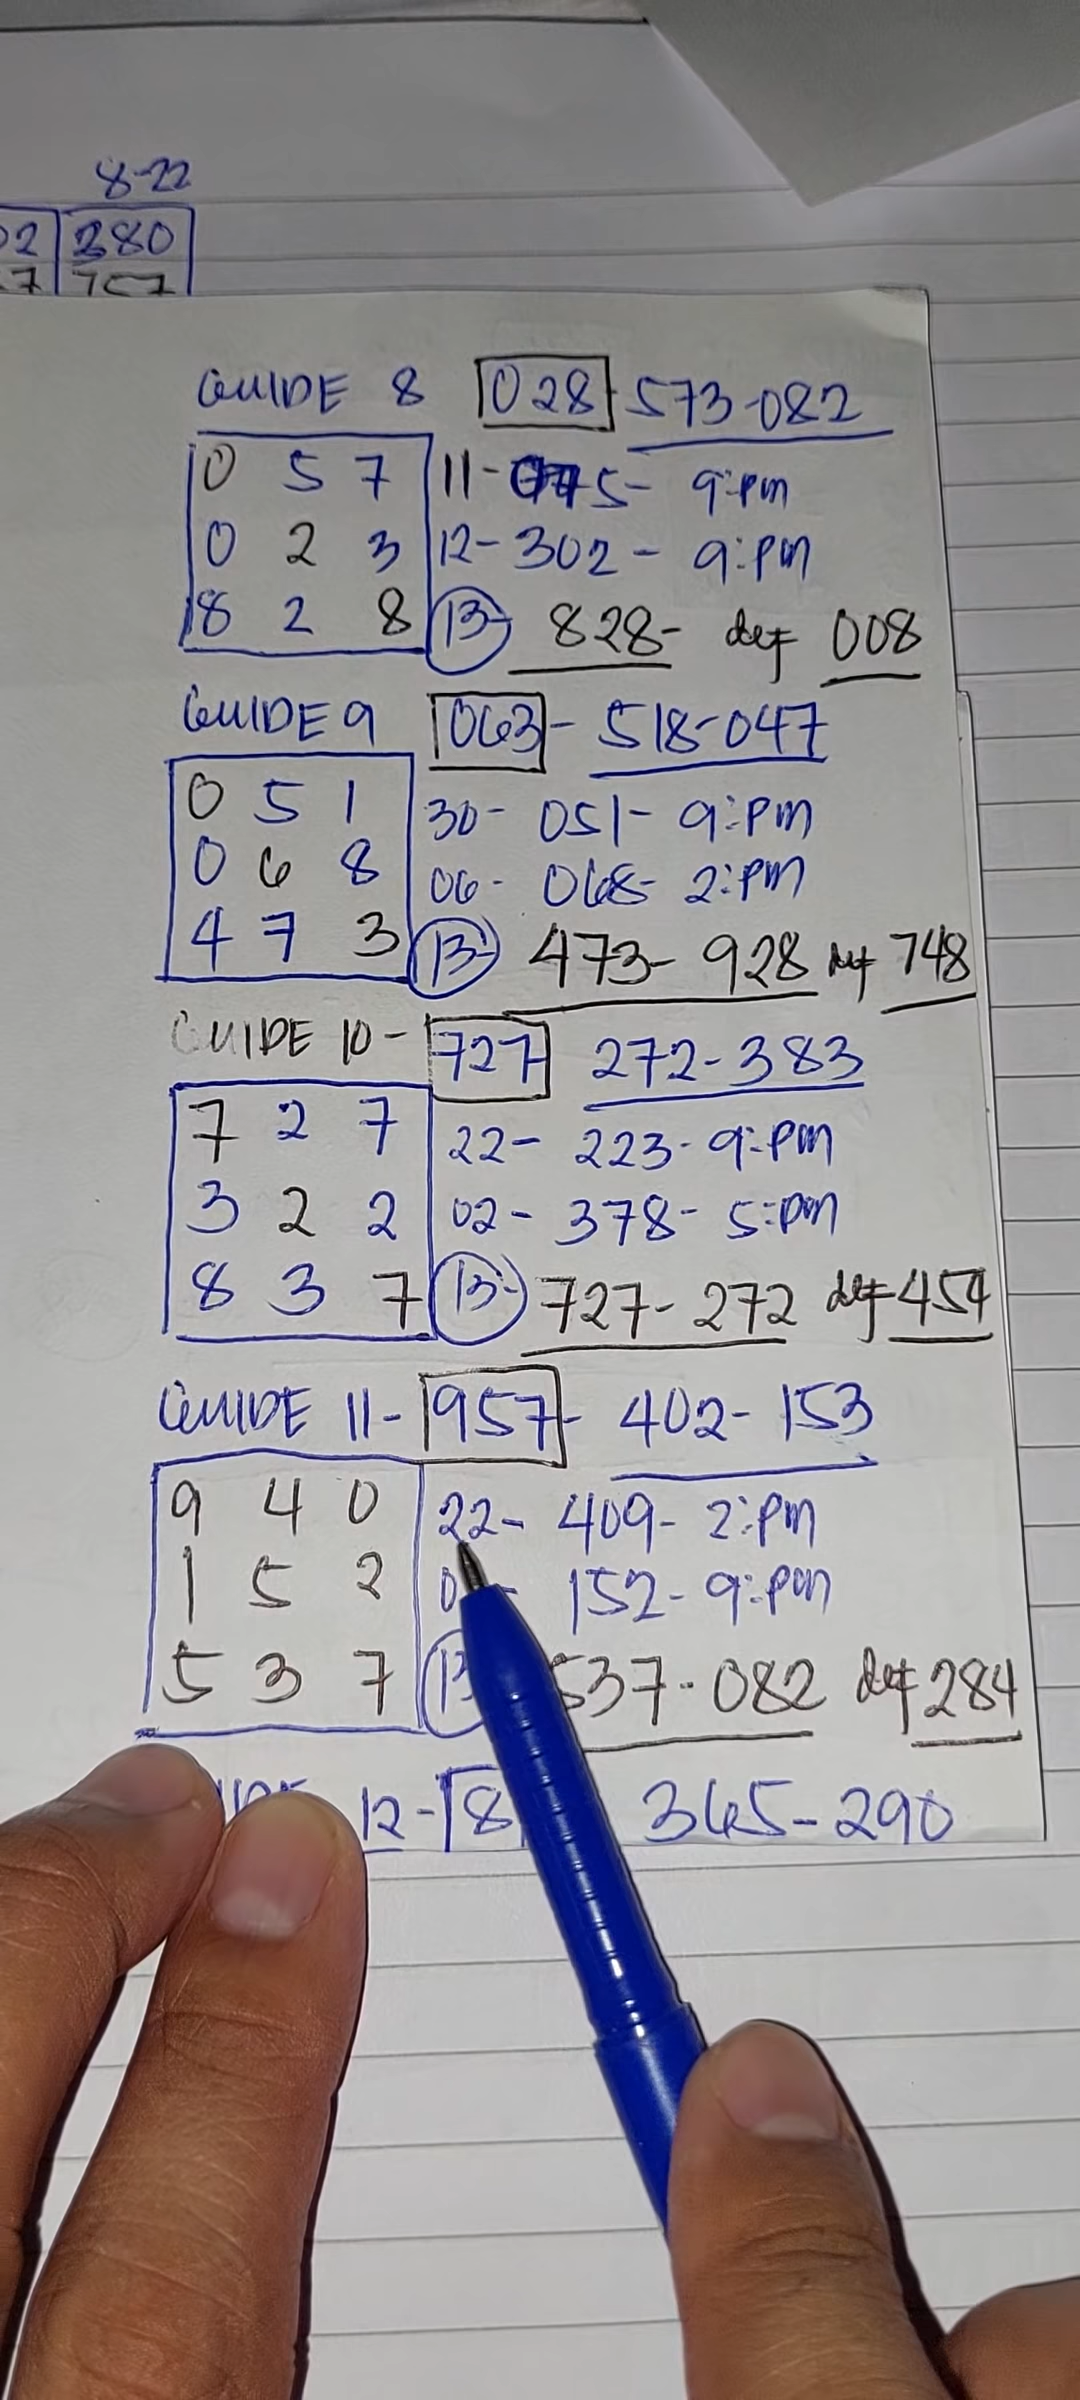 8-22
02 380
GUIDE 8 028 573-082
0 5 7 11- 5- 9:pm
0 2 3 12-302- 9:pm
8 2 8 13- 828- def 008
GUIDE 9 063- 518-047
0 5 1 30- 051- 9:pm
0 6 8 06- 068- 2:pm
4 7 3 13- 473- 928 def 748
GUIDE 10- 727 272-383
7 2 7 22- 223-9:pm
3 2 2 02- 378- 5:pm
8 3 7 13- 727-272 def 454
GUIDE 11- 957- 402-153
9 4 0 22- 409- 2:pm
1 5 2 152-9:pm
5 3 7 537-082 def 284
12- 8 365-290